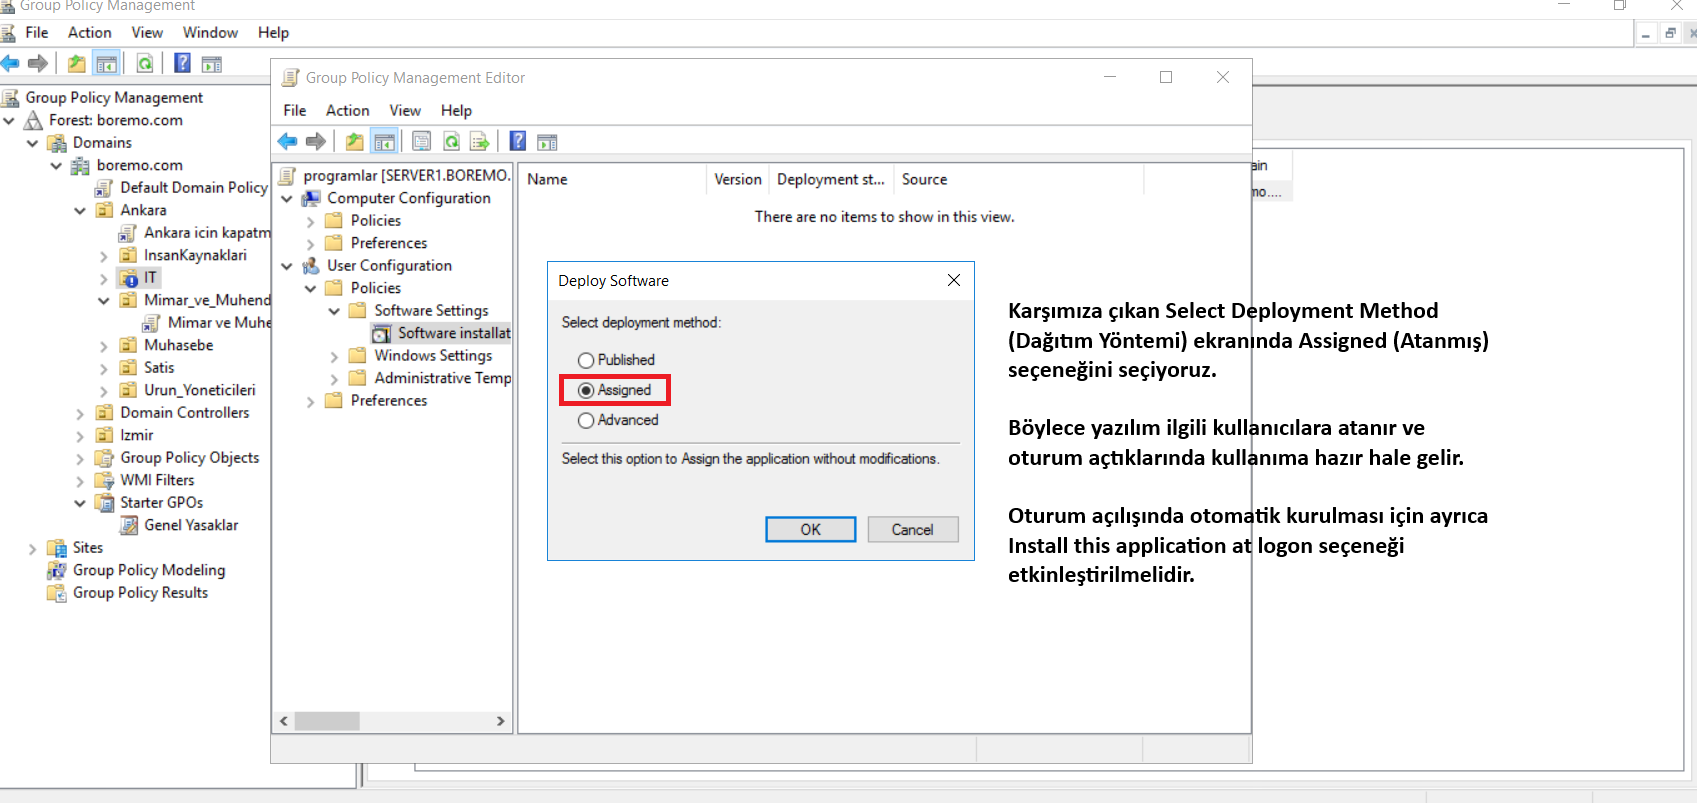 Group Policy Management
File Action View Window Help
Group Policy Management
Forest: boremo.com
Domains
boremo.com
Default Domain Policy
Ankara
Ankara icin kapatm
InsanKaynaklari
IT
Mimar_ve_Muhend
Mimar ve Muhe
Muhasebe
Satis
Urun_Yoneticileri
Domain Controllers
Izmir
Group Policy Objects
WMI Filters
Starter GPOs
Genel Yasaklar
Sites
Group Policy Modeling
Group Policy Results
Group Policy Management Editor
File Action View Help
programlar [SERVER1.BOREMO.
Computer Configuration
Policies
Preferences
User Configuration
Policies
Software Settings
Software installat
Windows Settings
Administrative Temp
Preferences
Name Version Deployment st... Source
There are no items to show in this view.
ain
mo....
Deploy Software
Select deployment method:
Published
Assigned
Advanced
Select this option to Assign the application without modifications.
OK Cancel
Karşımıza çıkan Select Deployment Method
(Dağıtım Yöntemi) ekranında Assigned (Atanmış)
seçeneğini seçiyoruz.
Böylece yazılım ilgili kullanıcılara atanır ve
oturum açtıklarında kullanıma hazır hale gelir.
Oturum açılışında otomatik kurulması için ayrıca
Install this application at logon seçeneği
etkinleştirilmelidir.